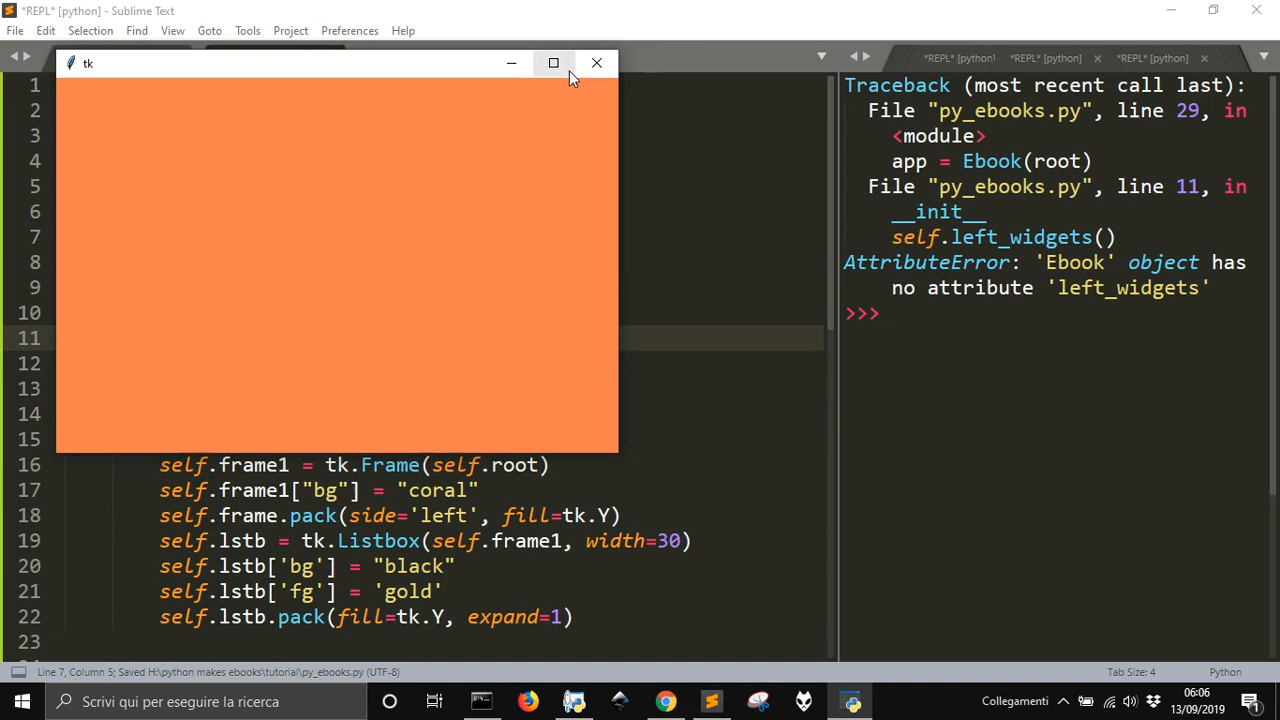 *REPL* [python] - Sublime Text
File Edit Selection Find View Goto Tools Project Preferences Help
tk
*REPL* [python] *REPL* [python] *REPL* [python]
1
2
3
4
5
6
7
8
9
10
11
12
13
14
15
16 self.frame1 = tk.Frame(self.root)
17 self.frame1["bg"] = "coral"
18 self.frame.pack(side='left', fill=tk.Y)
19 self.lstb = tk.Listbox(self.frame1, width=30)
20 self.lstb['bg'] = "black"
21 self.lstb['fg'] = 'gold'
22 self.lstb.pack(fill=tk.Y, expand=1)
23
Traceback (most recent call last):
File "py_ebooks.py", line 29, in
<module>
app = Ebook(root)
File "py_ebooks.py", line 11, in
__init__
self.left_widgets()
AttributeError: 'Ebook' object has
no attribute 'left_widgets'
>>>
Line 7, Column 5; Saved H:\python makes ebooks\tutorial\py_ebooks.py (UTF-8)
Tab Size: 4 Python
Scrivi qui per eseguire la ricerca
Collegamenti
06:06
13/09/2019
1